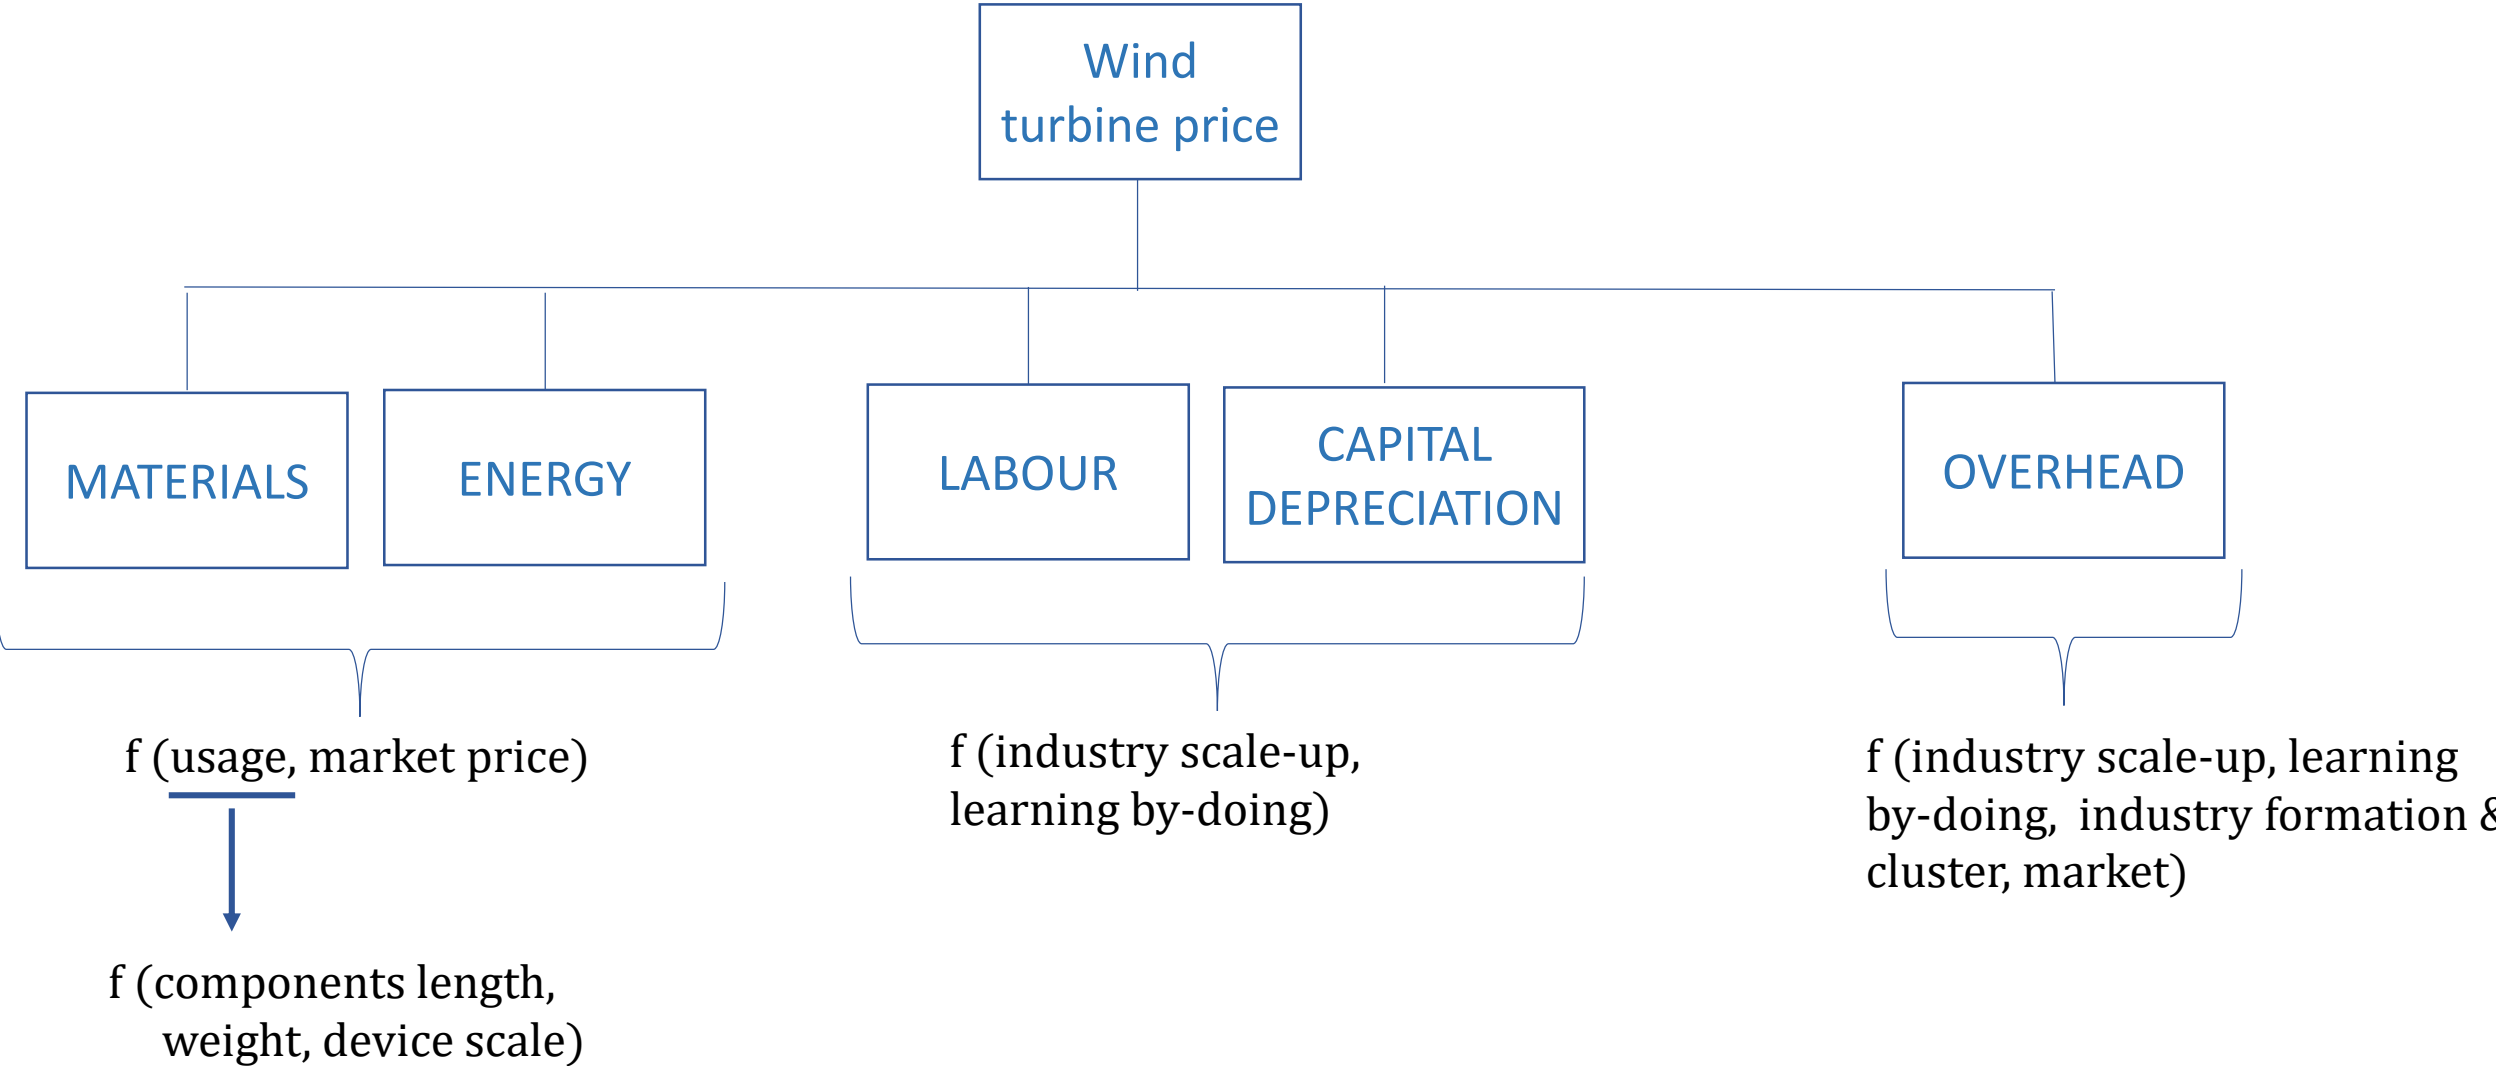 Wind
turbine price
MATERIALS
ENERGY
LABOUR
CAPITAL
DEPRECIATION
OVERHEAD
f (usage, market price)
f (components length,
weight, device scale)
f (industry scale-up,
learning by-doing)
f (industry scale-up, learning
by-doing, industry formation &
cluster, market)